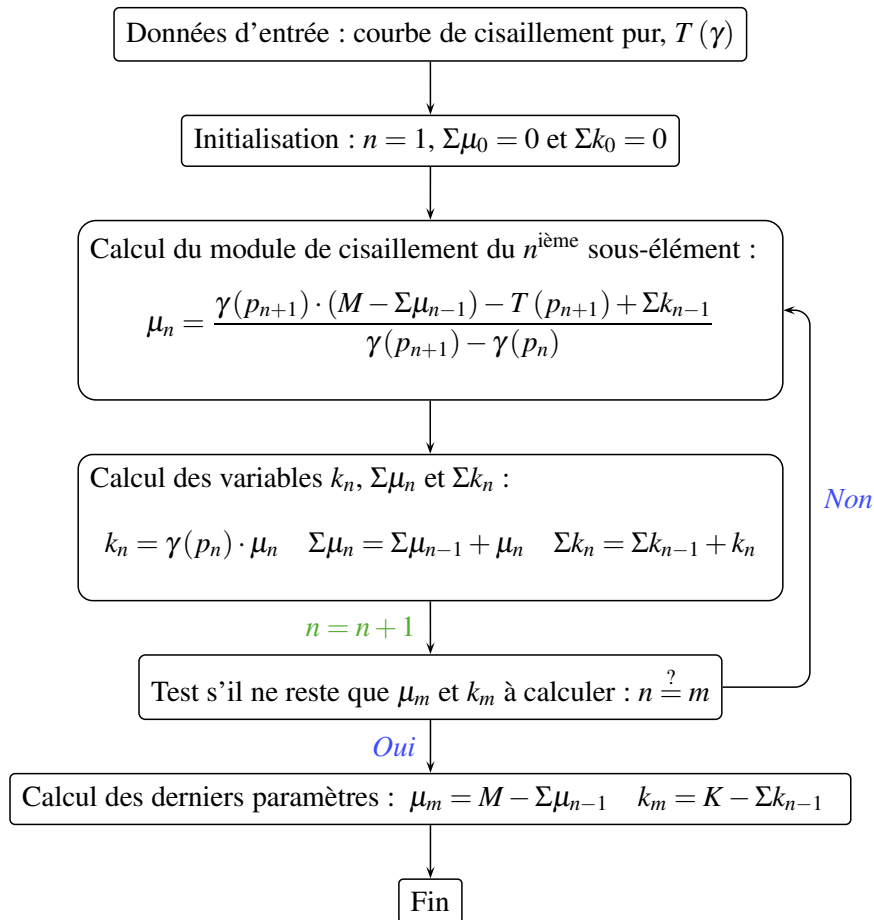 Données d'entrée : courbe de cisaillement pur, T (γ)
Initialisation : n = 1, Σμ₀ = 0 et Σk₀ = 0
Calcul du module de cisaillement du nⁱᵉ̀ᵐᵉ sous-élément :
μₙ = \frac{γ(pₙ₊₁) · (M − Σμₙ₋₁) − T (pₙ₊₁) + Σkₙ₋₁}{γ(pₙ₊₁) − γ(pₙ)}
Calcul des variables kₙ, Σμₙ et Σkₙ :
kₙ = γ(pₙ) · μₙ Σμₙ = Σμₙ₋₁ + μₙ Σkₙ = Σkₙ₋₁ + kₙ
Non
n = n + 1
Test s'il ne reste que μₘ et kₘ à calculer : n ≟ m
Oui
Calcul des derniers paramètres : μₘ = M − Σμₙ₋₁ kₘ = K − Σkₙ₋₁
Fin